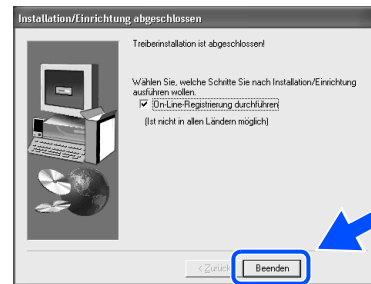 Installation/Einrichtung abgeschlossen
Treiberinstallation ist abgeschlossen!
Wählen Sie, welche Schritte Sie nach Installation/Einrichtung
ausführen wollen.
On-Line-Registrierung durchführen
(Ist nicht in allen Ländern möglich)
< Zurück
Beenden